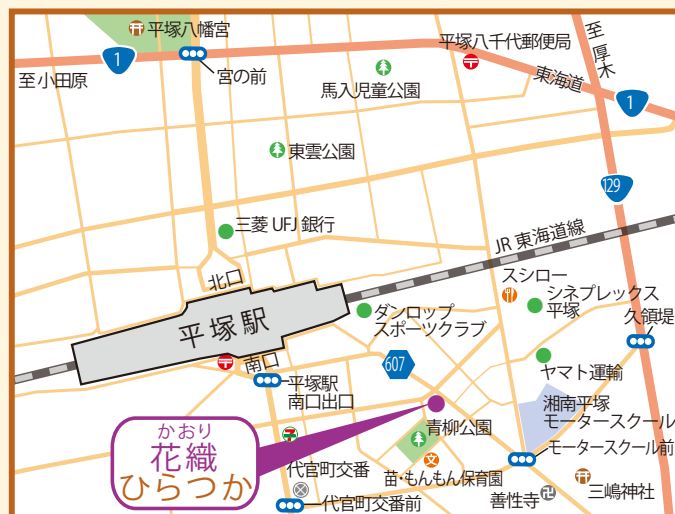 平塚八幡宮
至小田原
1
宮の前
平塚八千代郵便局
馬入児童公園
東海道
至厚木
1
東雲公園
129
三菱UFJ銀行
JR東海道線
北口
平塚駅
南口
スシロー
シネプレックス
平塚
久領堤
ダンロップ
スポーツクラブ
607
ヤマト運輸
平塚駅
南口出口
湘南平塚
モータースクール
青柳公園
モータースクール前
かおり
花織
ひらつか
7
代官町交番
文
苗・もんもん保育園
代官町交番前
善性寺
三嶋神社